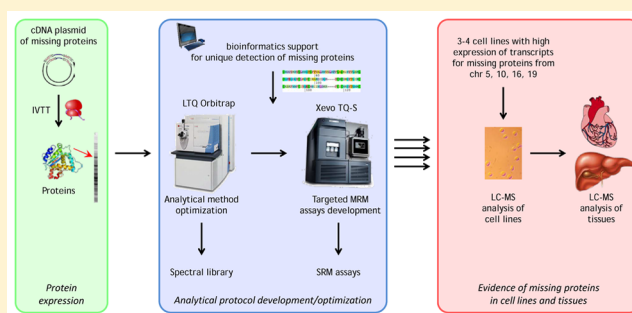 cDNA plasmid
of missing proteins
IVTT
Proteins
Protein
expression
bioinformatics support
for unique detection of missing proteins
LTQ Orbitrap
Xevo TQ-S
Analytical method
optimization
Targeted MRM
assays development
Spectral library
SRM assays
Analytical protocol development/optimization
3-4 cell lines with high
expression of transcripts
for missing proteins from
chr 5, 10, 16, 19
LC-MS
analysis of
cell lines
LC-MS
analysis of
tissues
Evidence of missing proteins
in cell lines and tissues